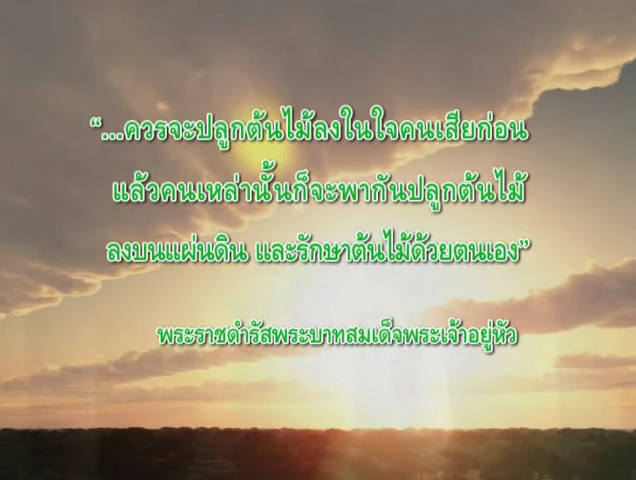 “...ควรจะปลูกต้นไม้ลงในใจคนเสียก่อน
แล้วคนเหล่านั้นก็จะพากันปลูกต้นไม้
ลงบนแผ่นดิน และรักษาต้นไม้ด้วยตนเอง”
พระราชดำรัสพระบาทสมเด็จพระเจ้าอยู่หัว